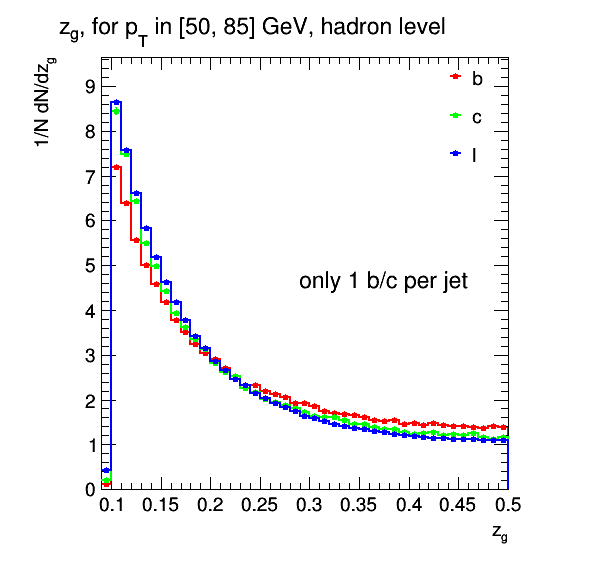 z_g, for p_T in [50, 85] GeV, hadron level
1/N dN/dz_g
9
8
7
6
5
4
3
2
1
0
b
c
l
only 1 b/c per jet
0.1 0.15 0.2 0.25 0.3 0.35 0.4 0.45 0.5
z_g